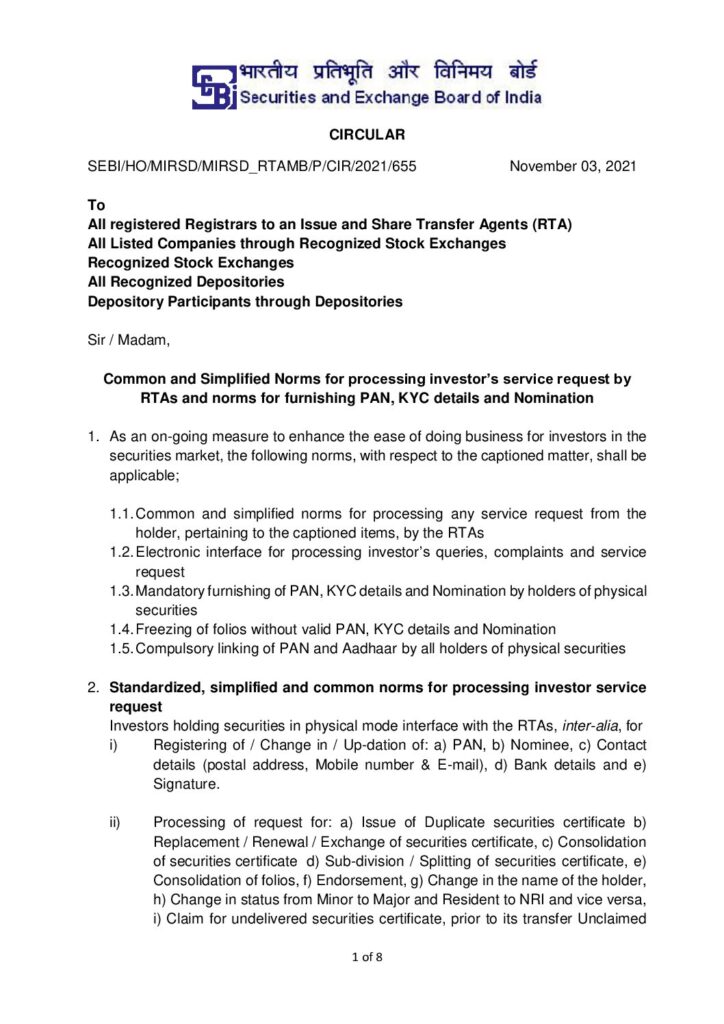 भारतीय प्रतिभूति और विनिमय बोर्ड
SEBI
Securities and Exchange Board of India
CIRCULAR
SEBI/HO/MIRSD/MIRSD_RTAMB/P/CIR/2021/655 November 03, 2021
To
All registered Registrars to an Issue and Share Transfer Agents (RTA)
All Listed Companies through Recognized Stock Exchanges
Recognized Stock Exchanges
All Recognized Depositories
Depository Participants through Depositories
Sir / Madam,
Common and Simplified Norms for processing investor's service request by
RTAs and norms for furnishing PAN, KYC details and Nomination
1. As an on-going measure to enhance the ease of doing business for investors in the
securities market, the following norms, with respect to the captioned matter, shall be
applicable;
1.1. Common and simplified norms for processing any service request from the
holder, pertaining to the captioned items, by the RTAs
1.2. Electronic interface for processing investor's queries, complaints and service
request
1.3. Mandatory furnishing of PAN, KYC details and Nomination by holders of physical
securities
1.4. Freezing of folios without valid PAN, KYC details and Nomination
1.5. Compulsory linking of PAN and Aadhaar by all holders of physical securities
2. Standardized, simplified and common norms for processing investor service
request
Investors holding securities in physical mode interface with the RTAs, inter-alia, for
i) Registering of / Change in / Up-dation of: a) PAN, b) Nominee, c) Contact
details (postal address, Mobile number & E-mail), d) Bank details and e)
Signature.
ii) Processing of request for: a) Issue of Duplicate securities certificate b)
Replacement / Renewal / Exchange of securities certificate, c) Consolidation
of securities certificate d) Sub-division / Splitting of securities certificate, e)
Consolidation of folios, f) Endorsement, g) Change in the name of the holder,
h) Change in status from Minor to Major and Resident to NRI and vice versa,
i) Claim for undelivered securities certificate, prior to its transfer Unclaimed
1 of 8